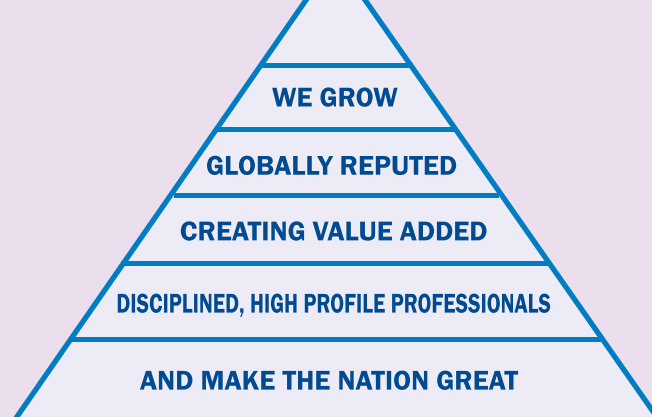 WE GROW
GLOBALLY REPUTED
CREATING VALUE ADDED
DISCIPLINED, HIGH PROFILE PROFESSIONALS
AND MAKE THE NATION GREAT